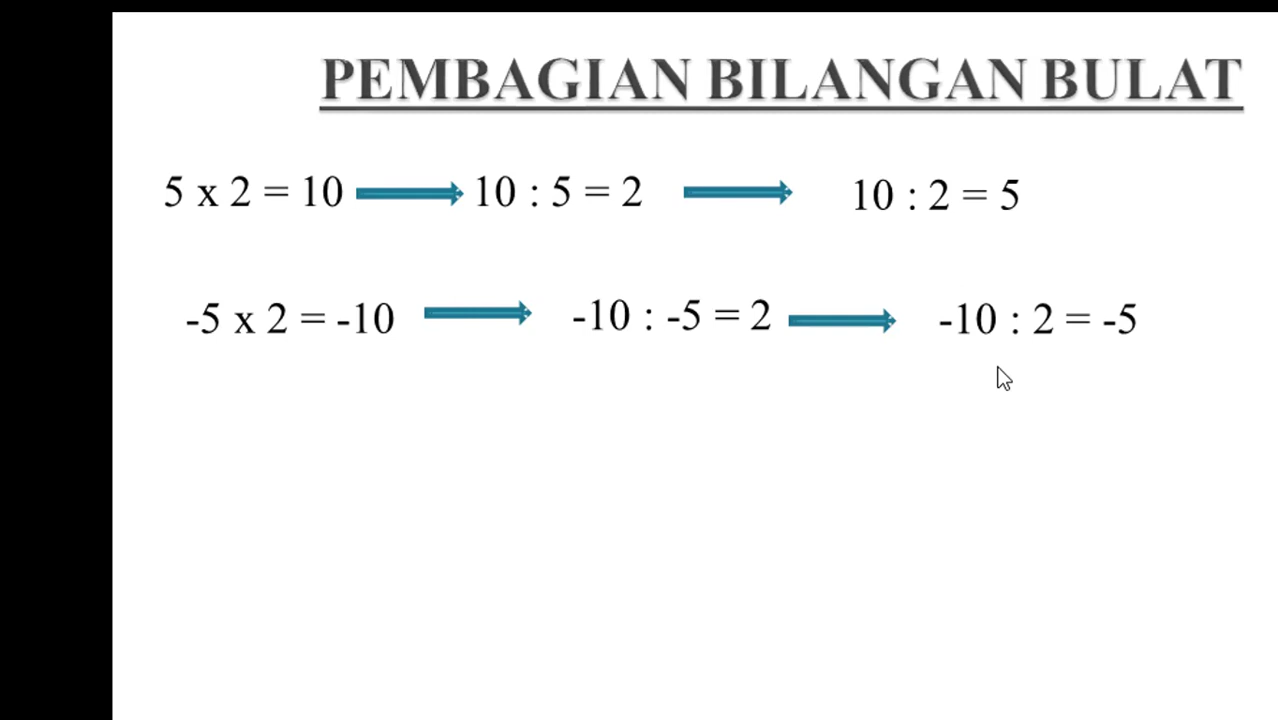 PEMBAGIAN BILANGAN BULAT
5 x 2 = 10 10 : 5 = 2 10 : 2 = 5
-5 x 2 = -10 -10 : -5 = 2 -10 : 2 = -5